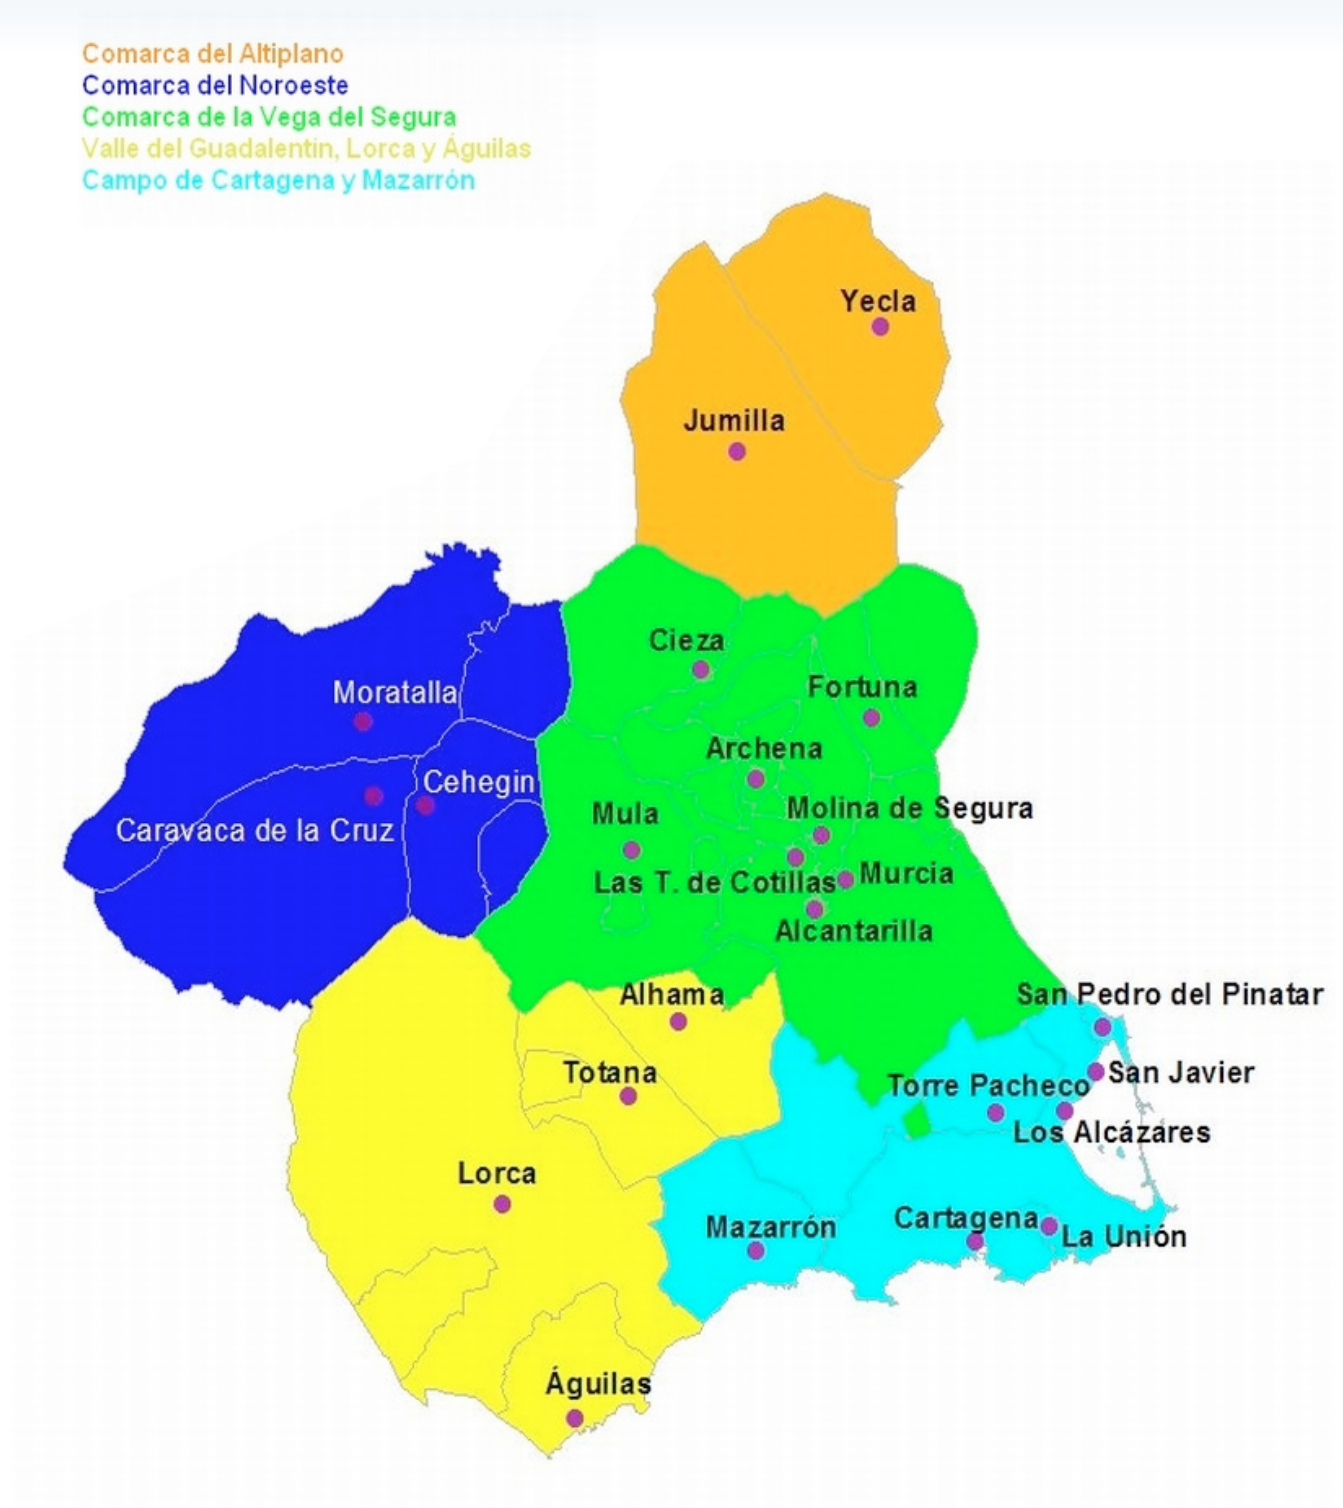 Comarca del Altiplano
Comarca del Noroeste
Comarca de la Vega del Segura
Valle del Guadalentin, Lorca y Águilas
Campo de Cartagena y Mazarrón
Yecla
Jumilla
Cieza
Fortuna
Moratalla
Archena
Cehegin
Mula
Molina de Segura
Caravaca de la Cruz
Las T. de Cotillas
Murcia
Alcantarilla
Alhama
San Pedro del Pinatar
Totana
Torre Pacheco
San Javier
Los Alcázares
Lorca
Mazarrón
Cartagena
La Unión
Águilas